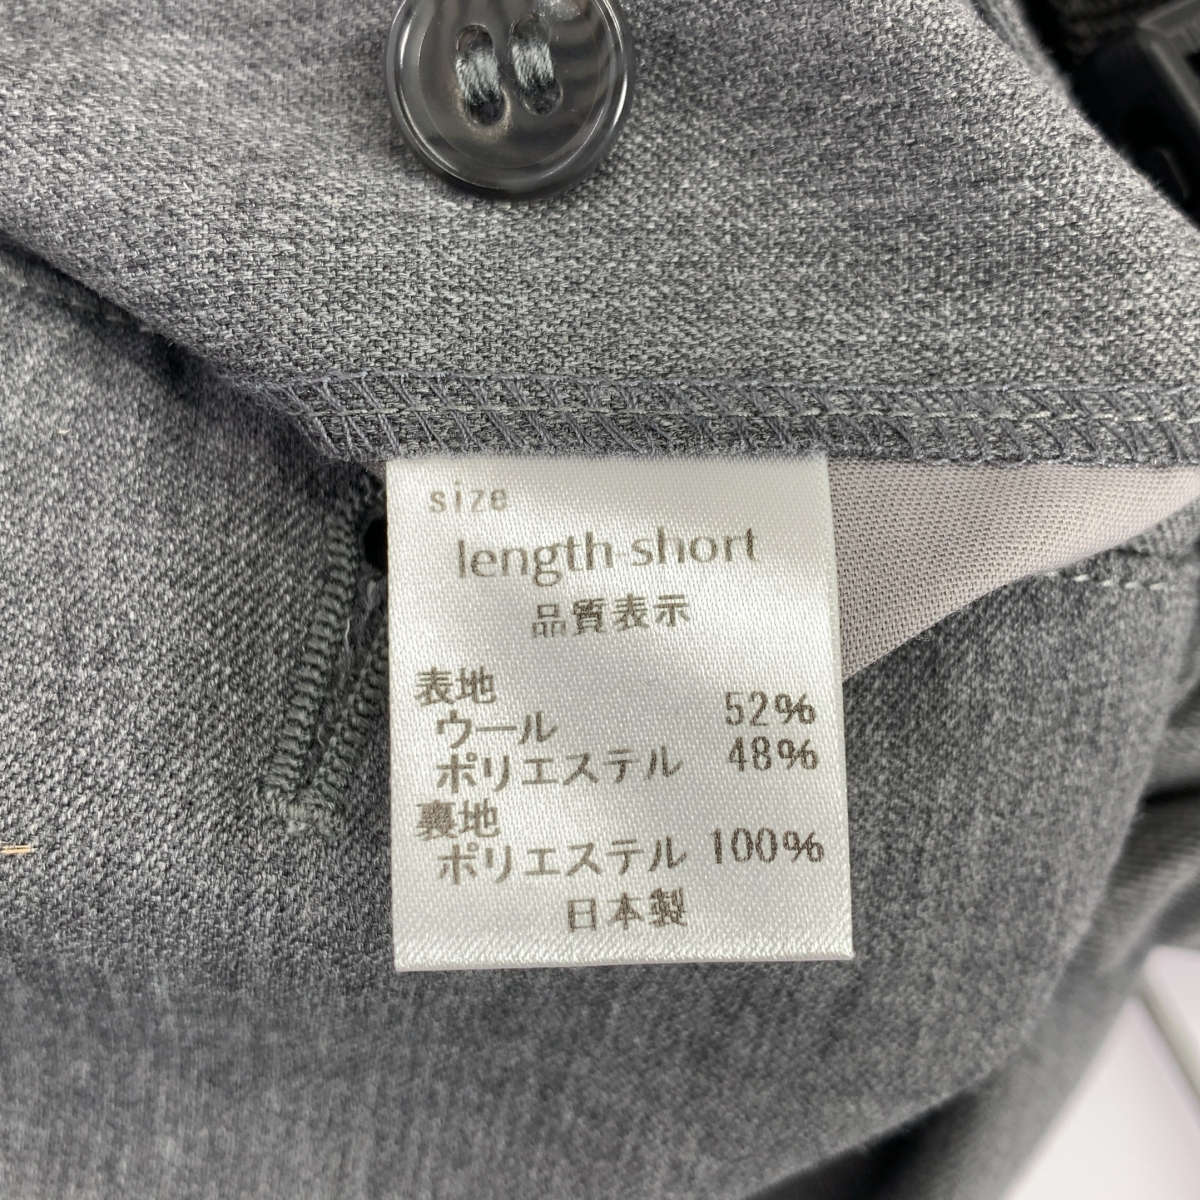 size
length-short
品質表示
表地
ウール 52%
ポリエステル 48%
裏地
ポリエステル 100%
日本製